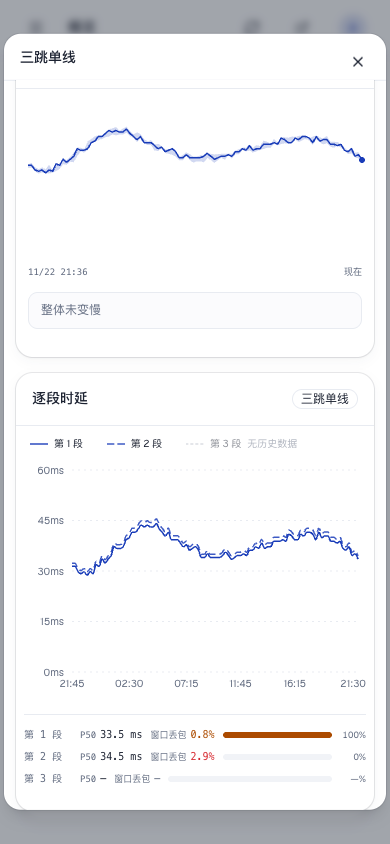 三跳单线 ×
11/22 21:36 现在
整体未变慢
逐段时延 三跳单线
第 1 段 第 2 段 第 3 段 无历史数据
60ms
45ms
30ms
15ms
0ms
21:45 02:30 07:15 11:45 16:15 21:30
第 1 段 P50 33.5 ms 窗口丢包 0.8% 100%
第 2 段 P50 34.5 ms 窗口丢包 2.9% 0%
第 3 段 P50 — 窗口丢包 — —%